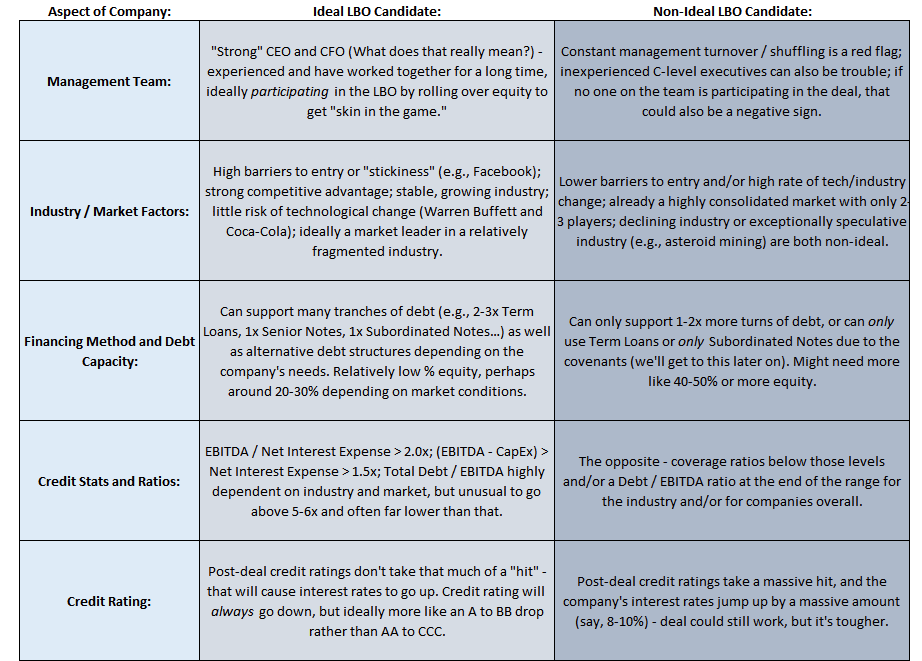 Aspect of Company:
Ideal LBO Candidate:
Non-Ideal LBO Candidate:
Management Team:
"Strong" CEO and CFO (What does that really mean?) -
experienced and have worked together for a long time,
ideally participating in the LBO by rolling over equity to
get "skin in the game."
Constant management turnover / shuffling is a red flag;
inexperienced C-level executives can also be trouble; if
no one on the team is participating in the deal, that
could also be a negative sign.
Industry / Market Factors:
High barriers to entry or "stickiness" (e.g., Facebook);
strong competitive advantage; stable, growing industry;
little risk of technological change (Warren Buffett and
Coca-Cola); ideally a market leader in a relatively
fragmented industry.
Lower barriers to entry and/or high rate of tech/industry
change; already a highly consolidated market with only 2-
3 players; declining industry or exceptionally speculative
industry (e.g., asteroid mining) are both non-ideal.
Financing Method and Debt
Capacity:
Can support many tranches of debt (e.g., 2-3x Term
Loans, 1x Senior Notes, 1x Subordinated Notes…) as well
as alternative debt structures depending on the
company's needs. Relatively low % equity, perhaps
around 20-30% depending on market conditions.
Can only support 1-2x more turns of debt, or can only
use Term Loans or only Subordinated Notes due to the
covenants (we'll get to this later on). Might need more
like 40-50% or more equity.
Credit Stats and Ratios:
EBITDA / Net Interest Expense > 2.0x; (EBITDA - CapEx) >
Net Interest Expense > 1.5x; Total Debt / EBITDA highly
dependent on industry and market, but unusual to go
above 5-6x and often far lower than that.
The opposite - coverage ratios below those levels
and/or a Debt / EBITDA ratio at the end of the range for
the industry and/or for companies overall.
Credit Rating:
Post-deal credit ratings don't take that much of a "hit" -
that will cause interest rates to go up. Credit rating will
always go down, but ideally more like an A to BB drop
rather than AA to CCC.
Post-deal credit ratings take a massive hit, and the
company's interest rates jump up by a massive amount
(say, 8-10%) - deal could still work, but it's tougher.